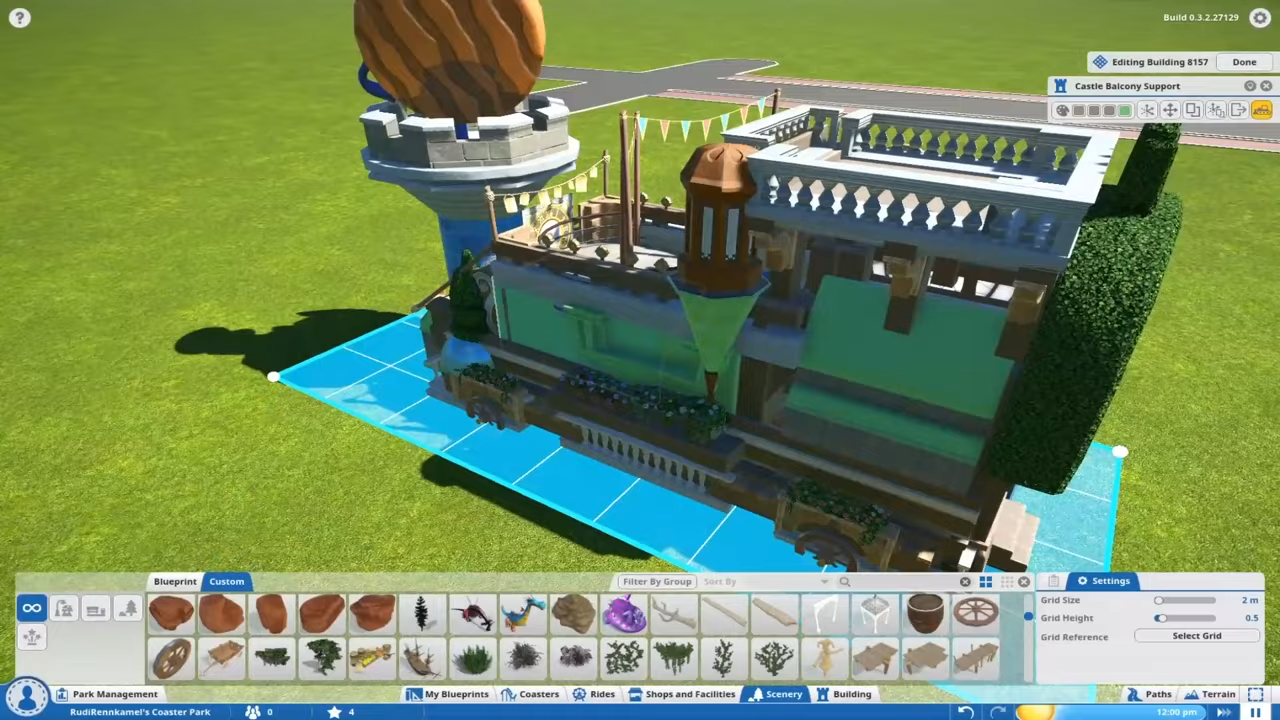 ?
Build 0.3.2.27129
Editing Building 8157 Done
Castle Balcony Support
Blueprint Custom Filter By Group Sort By Settings
Grid Size 2 m
Grid Height 0.5
Grid Reference Select Grid
Park Management My Blueprints Coasters Rides Shops and Facilities Scenery Building Paths Terrain
RudiRennkamel's Coaster Park 0 4 12:00 pm